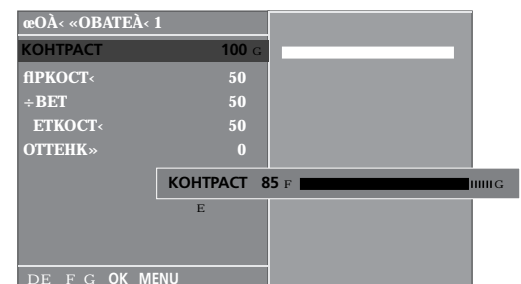 œOÀ‹ «OBATEÀ‹ 1
КОНТРАСТ 100 G
ﬂPKOCT‹ 50
÷BET 50
ETKOCT‹ 50
OTTEHK» 0
КОНТРАСТ 85 F G
E
DE F G OK MENU